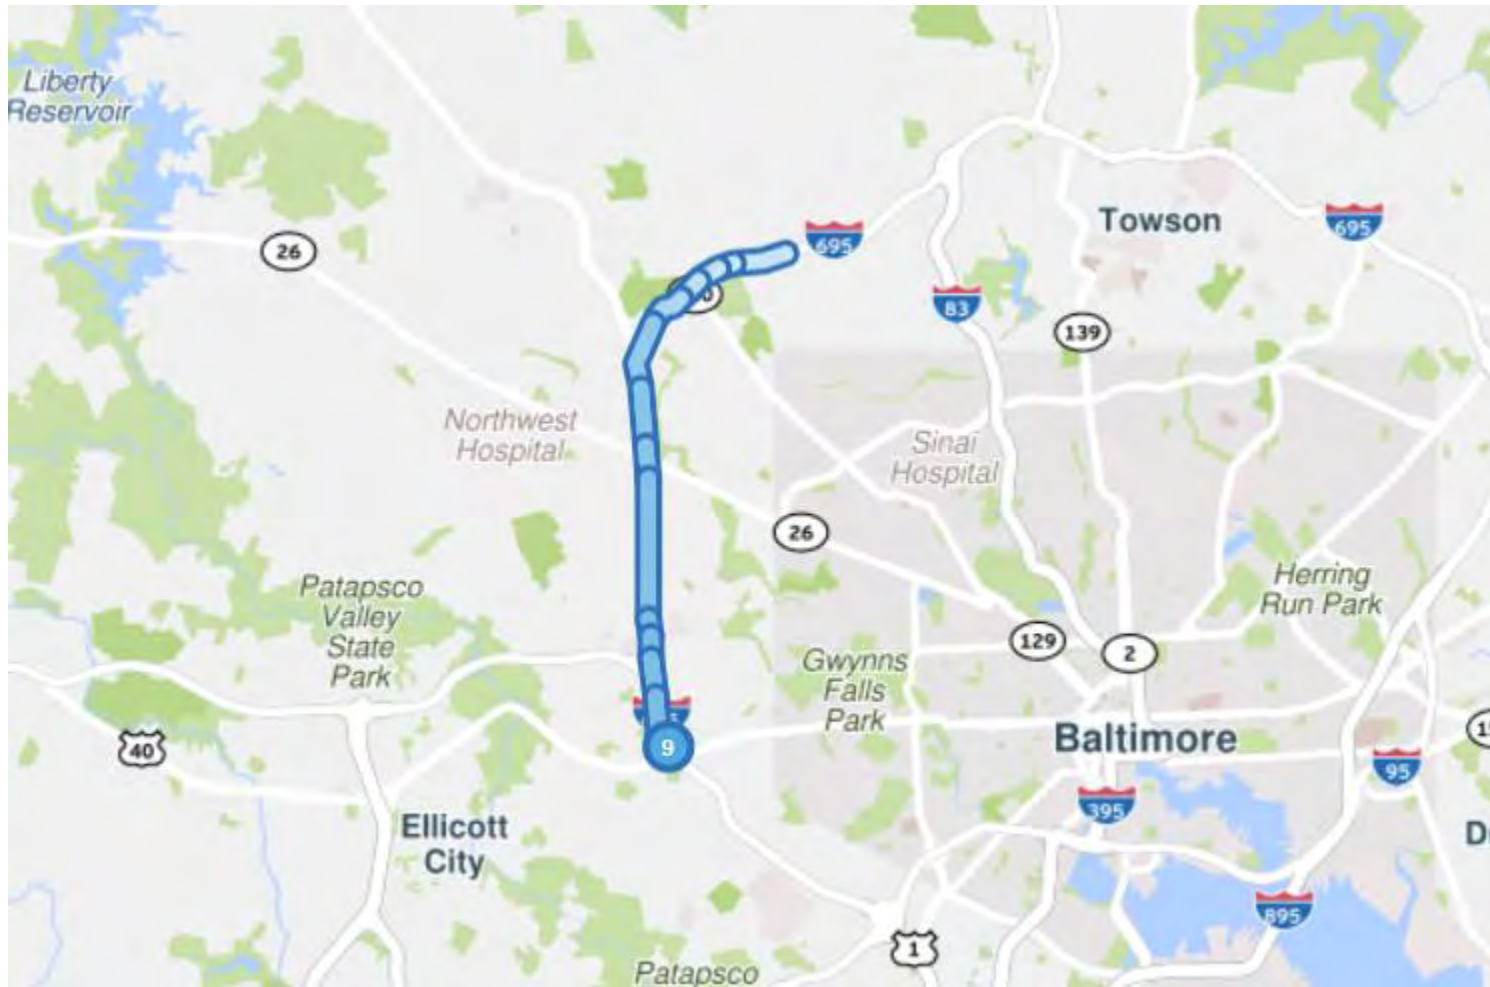 Liberty
Reservoir
26
695
Towson
695
83
139
Northwest
Hospital
Sinai
Hospital
26
Patapsco
Valley
State
Park
Herring
Run Park
129
2
Gwynns
Falls
Park
9
Baltimore
40
95
395
Ellicott
City
895
1
Patapsco